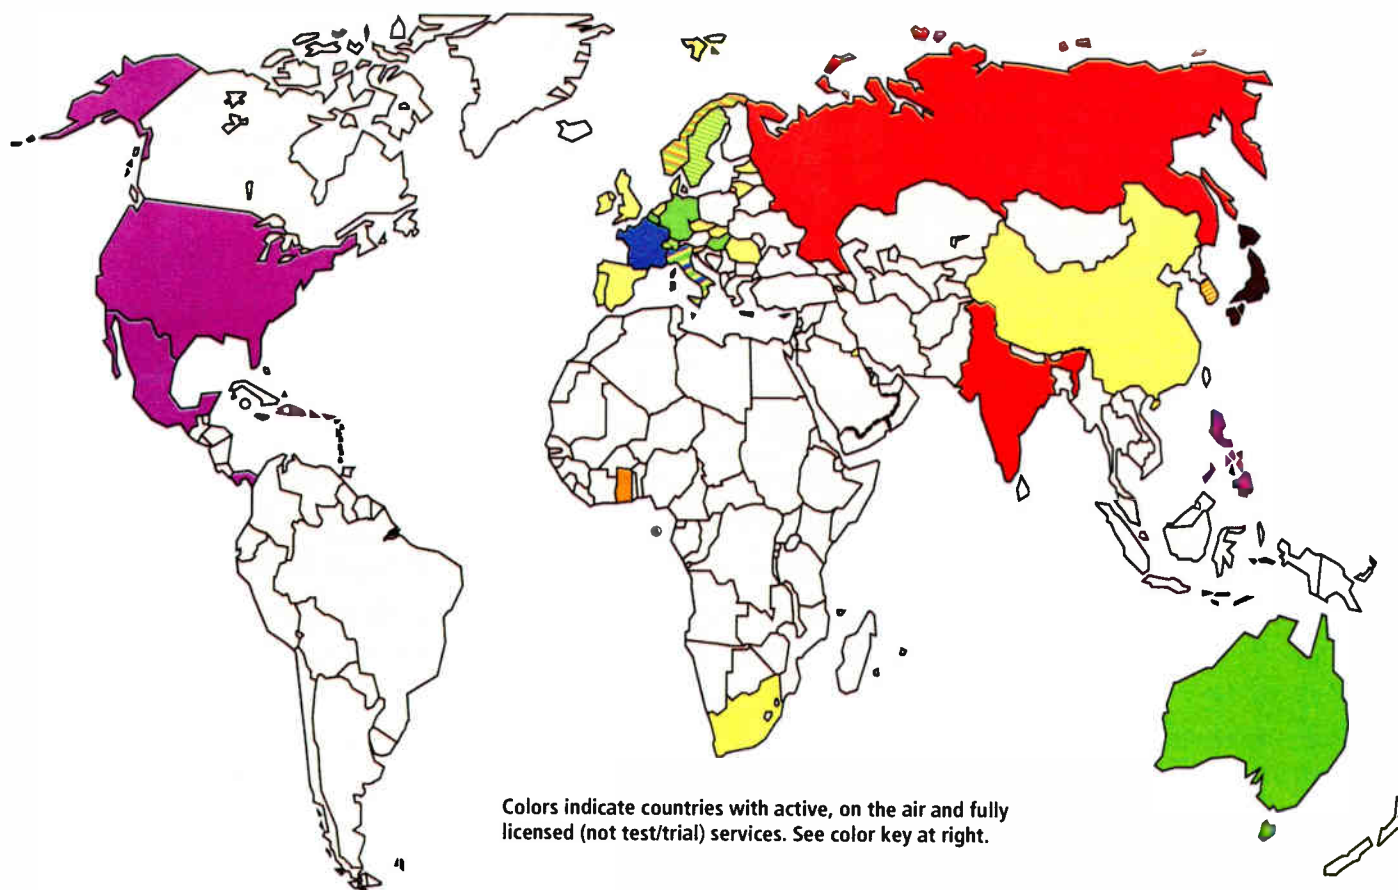 Colors indicate countries with active, on the air and fully
licensed (not test/trial) services. See color key at right.